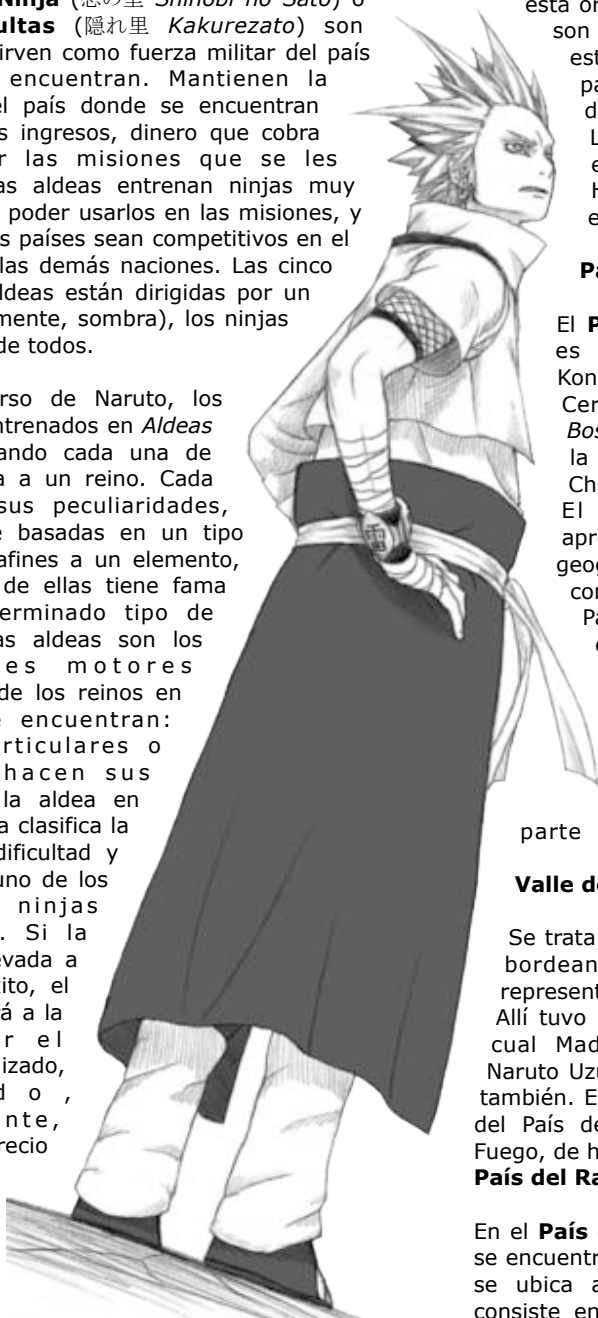 Ninja (忍の里 Shinobi no Sato) o
ultas (隠れ里 Kakurezato) son
irven como fuerza militar del país
encuentran. Mantienen la
el país donde se encuentran
s ingresos, dinero que cobra
r las misiones que se les
as aldeas entrenan ninjas muy
poder usarlos en las misiones, y
s países sean competitivos en el
las demás naciones. Las cinco
ldeas están dirigidas por un
mente, sombra), los ninjas
de todos.
rso de Naruto, los
ntrenados en Aldeas
ando cada una de
a a un reino. Cada
sus peculiaridades,
e basadas en un tipo
afines a un elemento,
de ellas tiene fama
erminado tipo de
as aldeas son los
es motores
de los reinos en
e encuentran:
rticulares o
hacen sus
la aldea en
a clasifica la
dificultad y
uno de los
ninjas
. Si la
evada a
ito, el
rá a la
r el
izado,
d o ,
nte,
recio
esta or
son
est
pa
d
L
e
H
e
Pa
El P
es
Kon
Cer
Bos
la
Ch
El
apre
geog
con
Pa
parte
Valle de
Se trata
bordean
represent
Allí tuvo
cual Mad
Naruto Uzu
también. E
del País de
Fuego, de h
País del Ra
En el País
se encuentr
se ubica a
consiste en